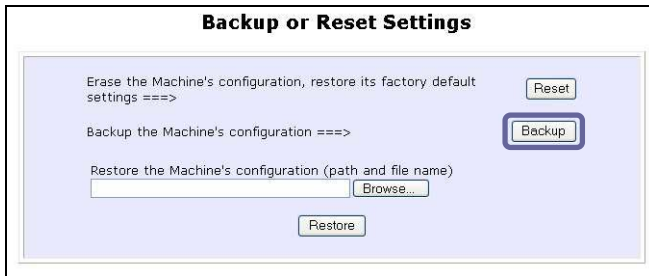 Backup or Reset Settings
Erase the Machine's configuration, restore its factory default
settings ===>
Reset
Backup the Machine's configuration ===>
Backup
Restore the Machine's configuration (path and file name)
Browse...
Restore